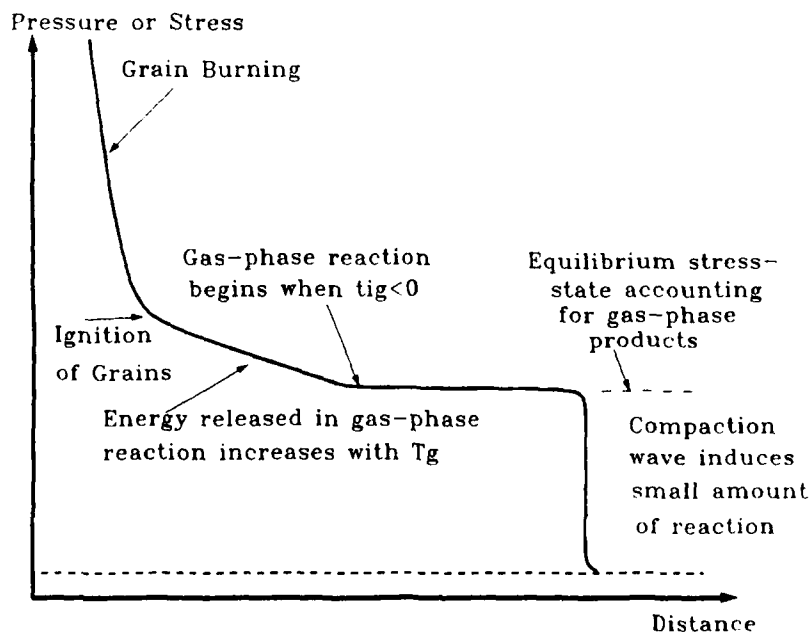 Pressure or Stress
Grain Burning
Gas-phase reaction
begins when tig<0
Equilibrium stress-
state accounting
for gas-phase
products
Ignition
of Grains
Energy released in gas-phase
reaction increases with Tg
Compaction
wave induces
small amount
of reaction
Distance